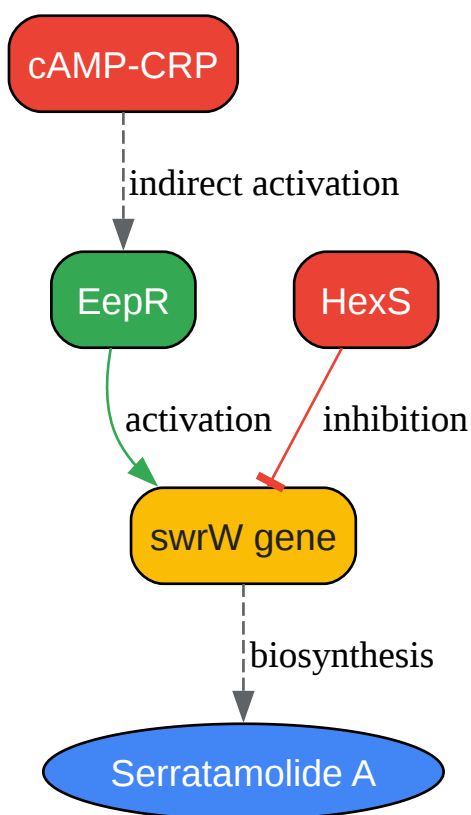 cAMP-CRP
indirect activation
EepR
HexS
activation
inhibition
swrW gene
biosynthesis
Serratamolide A